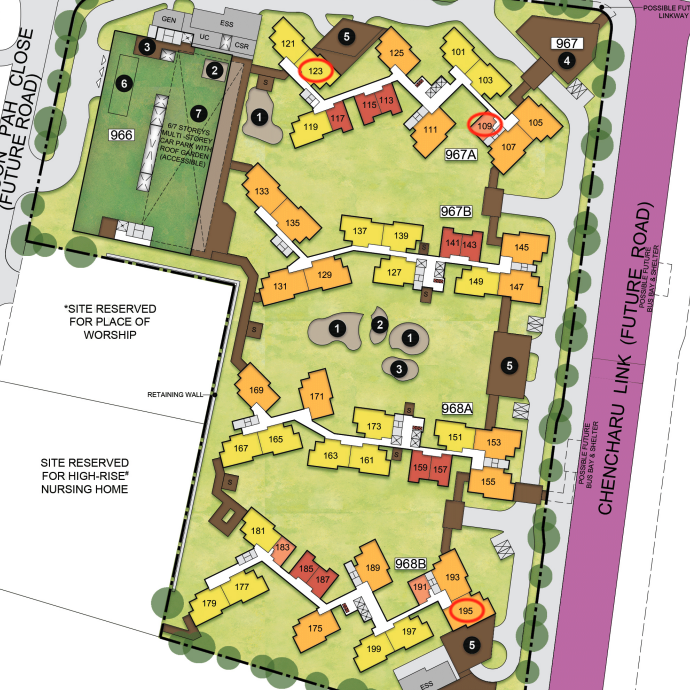 POSSIBLE FUT
LINKWAY
GEN
ESS
UC
CSR
3
2
6
7
6/7 STOREYS
MULTI -STOREY
CAR PARK WITH
ROOF GARDEN
(ACCESSIBLE)
966
PAH CLOSE
(FUTURE ROAD)
S
1
121
123
5
125
101
103
967
4
119
117
115
113
111
109
105
107
967A
133
135
137
139
967B
141
143
145
131
129
127
S
S
149
147
*SITE RESERVED
FOR PLACE OF
WORSHIP
S
1
2
1
3
5
CHENCHARU LINK (FUTURE ROAD)
POSSIBLE FUTURE
BUS BAY & SHELTER
RETAINING WALL
169
171
S
968A
173
151
153
167
165
163
161
S
159
157
155
POSSIBLE FUTURE
BUS BAY & SHELTER
SITE RESERVED
FOR HIGH-RISE#
NURSING HOME
S
181
183
185
187
189
968B
191
193
195
179
177
175
199
197
5
ESS